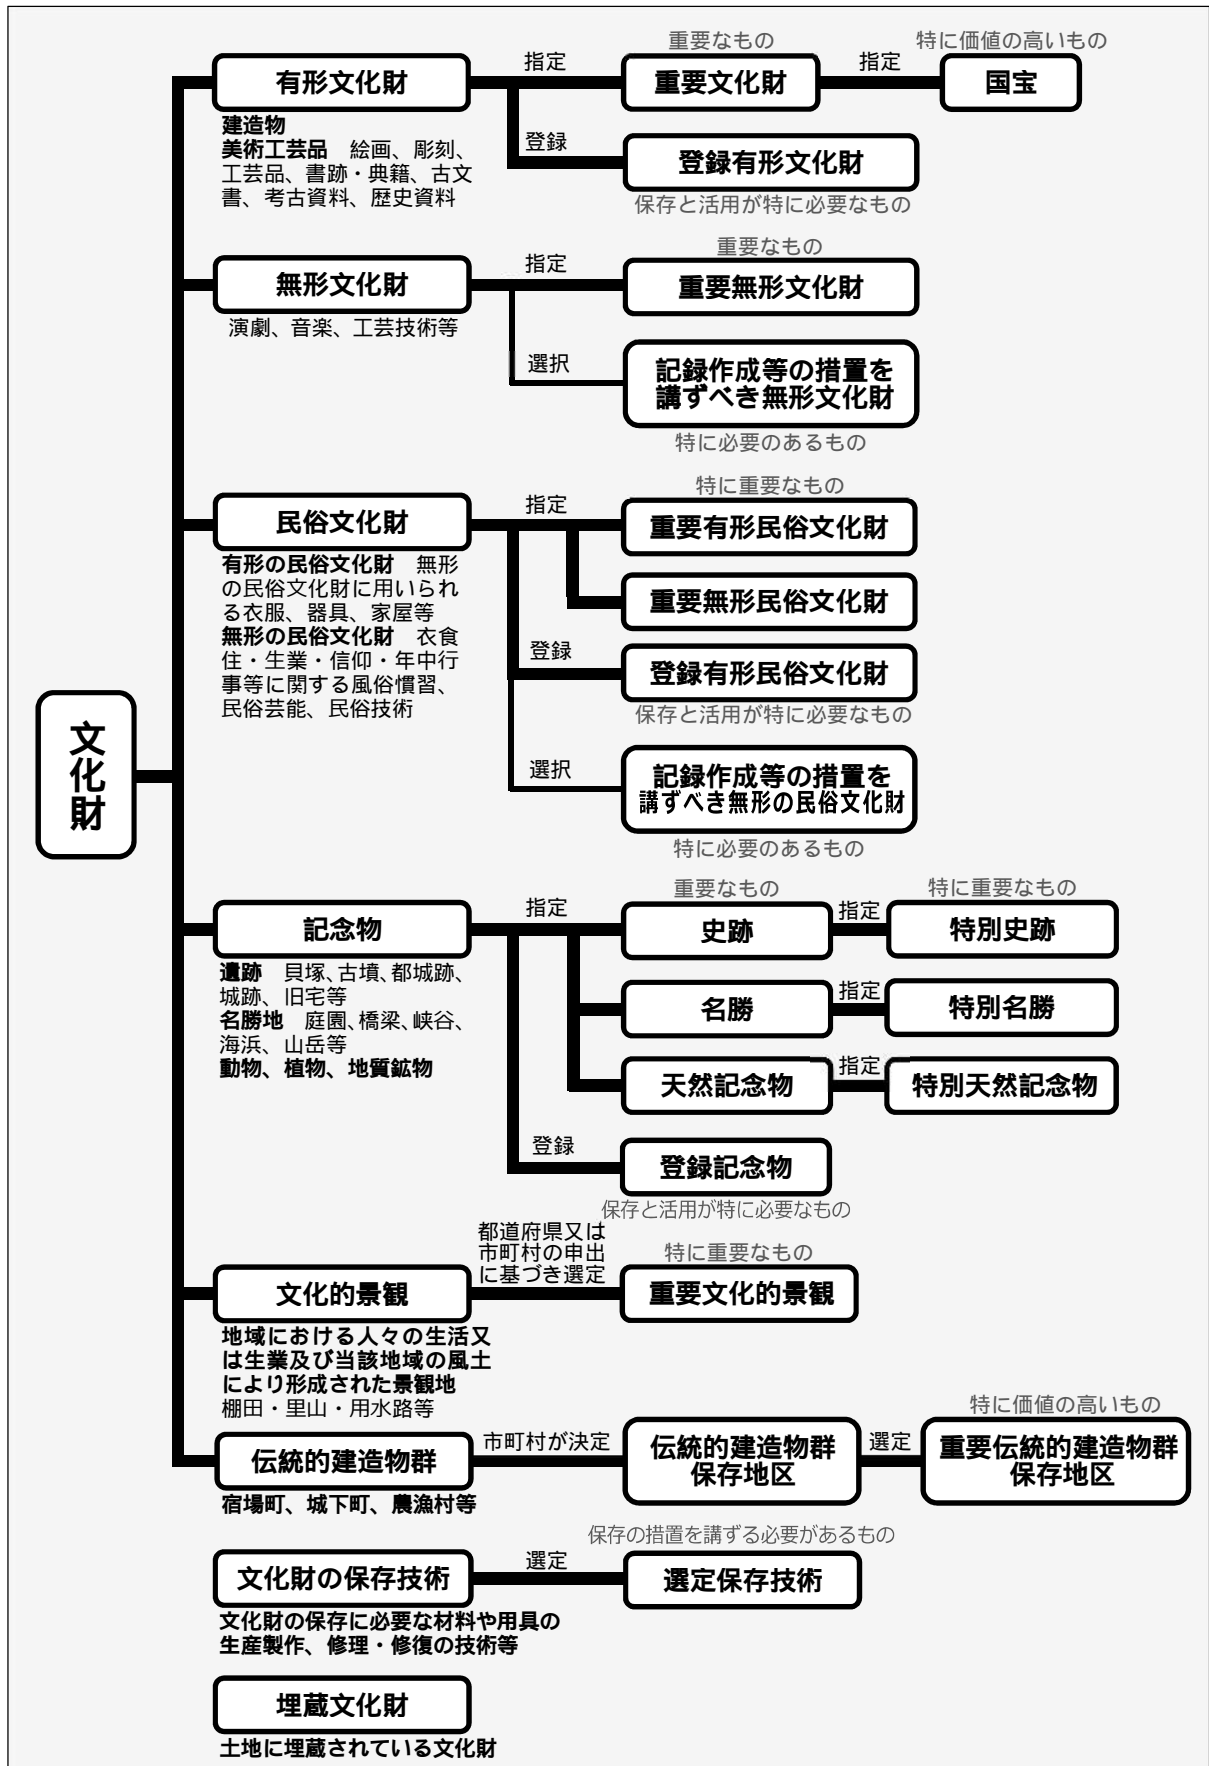 文化財
重要なもの
特に価値の高いもの
有形文化財
指定
重要文化財
指定
国宝
建造物
美術工芸品　絵画、彫刻、
工芸品、書跡・典籍、古文
書、考古資料、歴史資料
登録
登録有形文化財
保存と活用が特に必要なもの
重要なもの
無形文化財
指定
重要無形文化財
演劇、音楽、工芸技術等
選択
記録作成等の措置を
講ずべき無形文化財
特に必要のあるもの
特に重要なもの
民俗文化財
指定
重要有形民俗文化財
有形の民俗文化財　無形
の民俗文化財に用いられ
る衣服、器具、家屋等
無形の民俗文化財　衣食
住・生業・信仰・年中行
事等に関する風俗慣習、
民俗芸能、民俗技術
重要無形民俗文化財
登録
登録有形民俗文化財
保存と活用が特に必要なもの
選択
記録作成等の措置を
講ずべき無形の民俗文化財
特に必要のあるもの
重要なもの
特に重要なもの
記念物
指定
史跡
指定
特別史跡
遺跡　貝塚、古墳、都城跡、
城跡、旧宅等
名勝地　庭園、橋梁、峡谷、
海浜、山岳等
動物、植物、地質鉱物
名勝
指定
特別名勝
天然記念物
指定
特別天然記念物
登録
登録記念物
保存と活用が特に必要なもの
都道府県又は
市町村の申出
に基づき選定
特に重要なもの
文化的景観
重要文化的景観
地域における人々の生活又
は生業及び当該地域の風土
により形成された景観地
棚田・里山・用水路等
特に価値の高いもの
伝統的建造物群
市町村が決定
伝統的建造物群
保存地区
選定
重要伝統的建造物群
保存地区
宿場町、城下町、農漁村等
保存の措置を講ずる必要があるもの
文化財の保存技術
選定
選定保存技術
文化財の保存に必要な材料や用具の
生産製作、修理・修復の技術等
埋蔵文化財
土地に埋蔵されている文化財